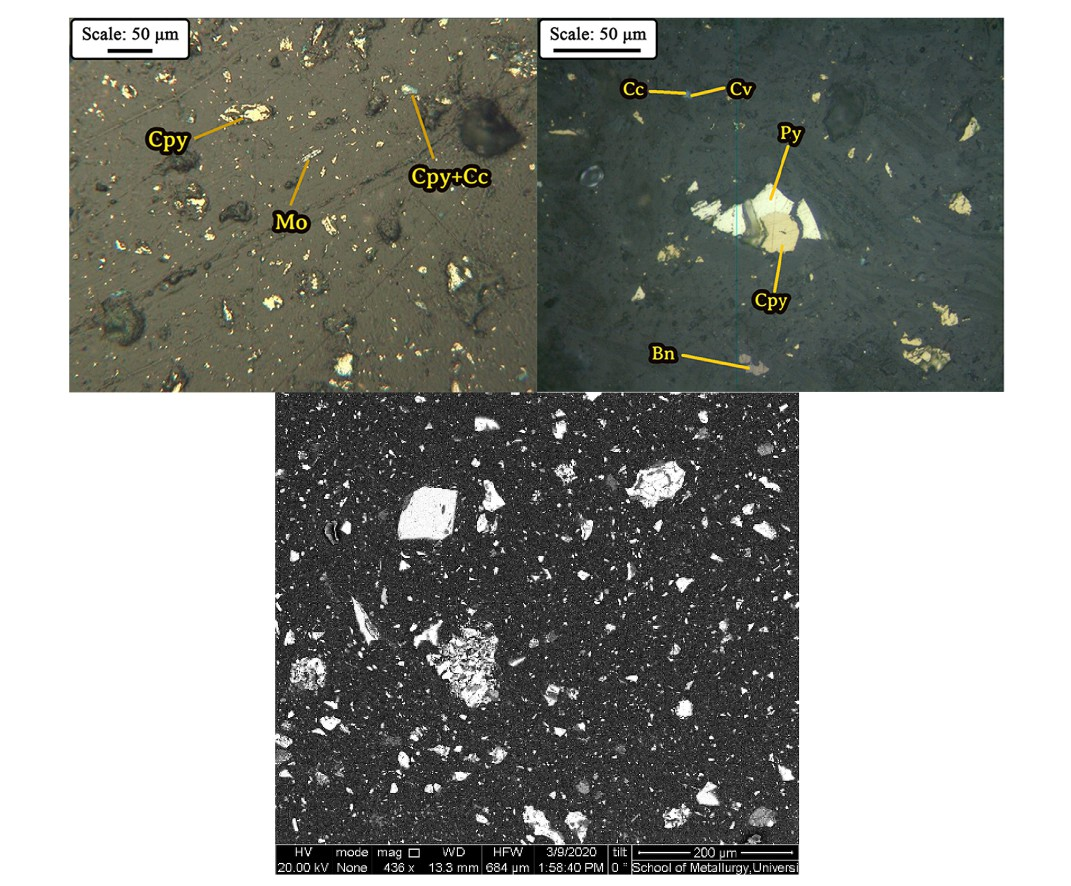 Scale: 50 μm
Cpy
Mo
Cpy+Cc
Scale: 50 μm
Cc
Cv
Py
Cpy
Bn
HV mode mag WD HFW 3/9/2020 tilt 200 μm
20.00 kV None 436 x 13.3 mm 684 μm 1:58:40 PM 0 ° School of Metallurgy,Universi